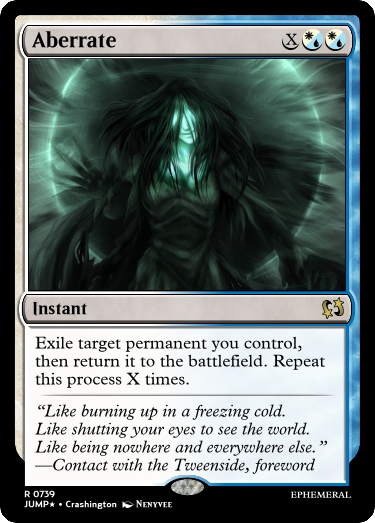 Aberrate X
Instant
Exile target permanent you control,
then return it to the battlefield. Repeat
this process X times.
“Like burning up in a freezing cold.
Like shutting your eyes to see the world.
Like being nowhere and everywhere else.”
—Contact with the Tweenside, foreword
R 0739 EPHEMERAL
JUMP★ • Crashington NENYVEE